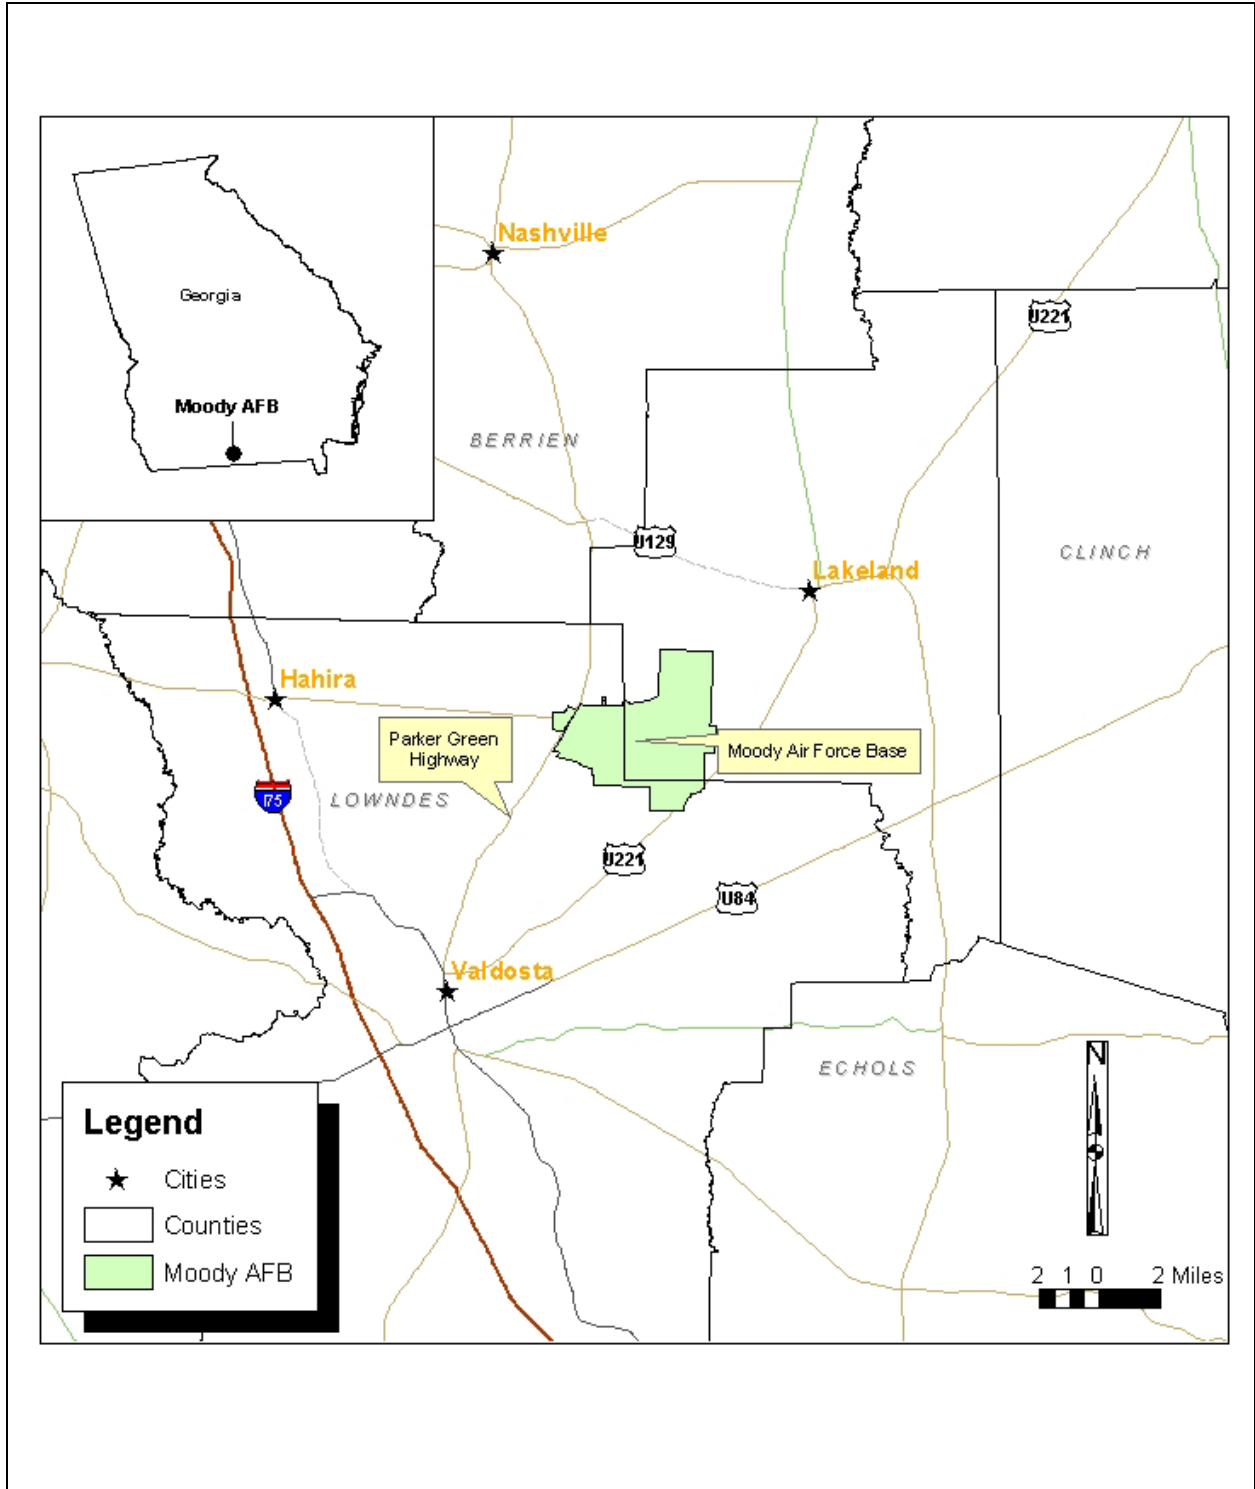 Georgia
Moody AFB
Nashville
U221
BERRIEN
U129
CLINCH
Lakeland
Hahira
Parker Green
Highway
Moody Air Force Base
I75
LOWNDES
U221
U84
Valdosta
ECHOLS
N
Legend
Cities
Counties
Moody AFB
2 1 0 2 Miles